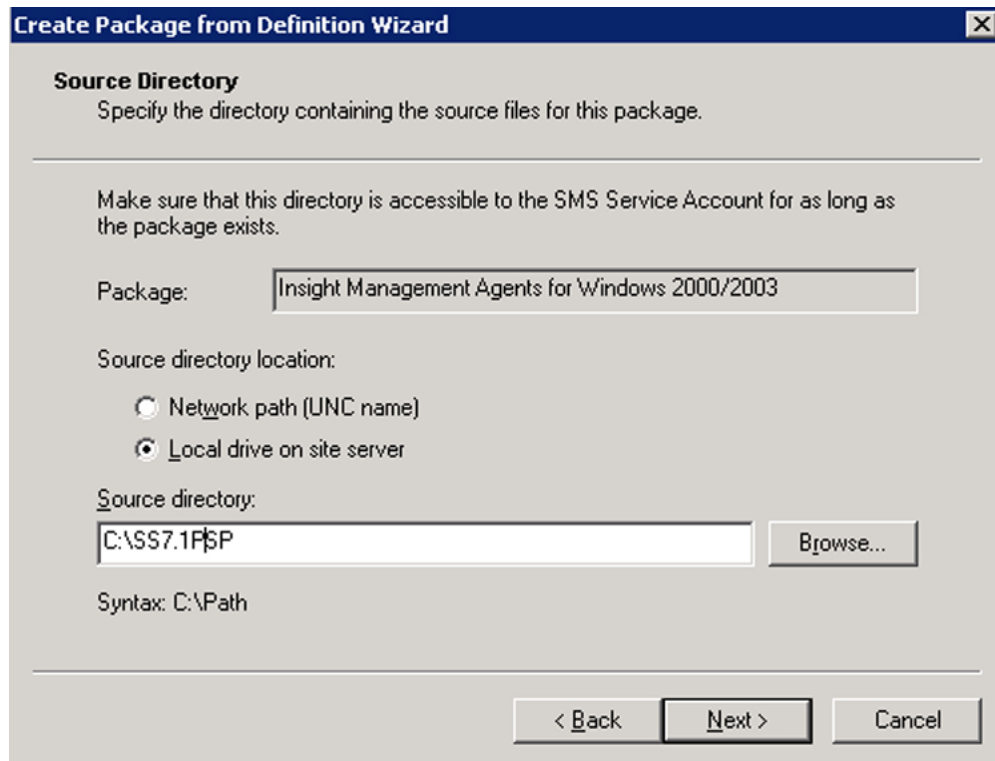 Create Package from Definition Wizard
Source Directory
Specify the directory containing the source files for this package.
Make sure that this directory is accessible to the SMS Service Account for as long as
the package exists.
Package: Insight Management Agents for Windows 2000/2003
Source directory location:
Network path (UNC name)
Local drive on site server
Source directory:
C:\SS7.1PSP Browse...
Syntax: C:\Path
< Back Next > Cancel